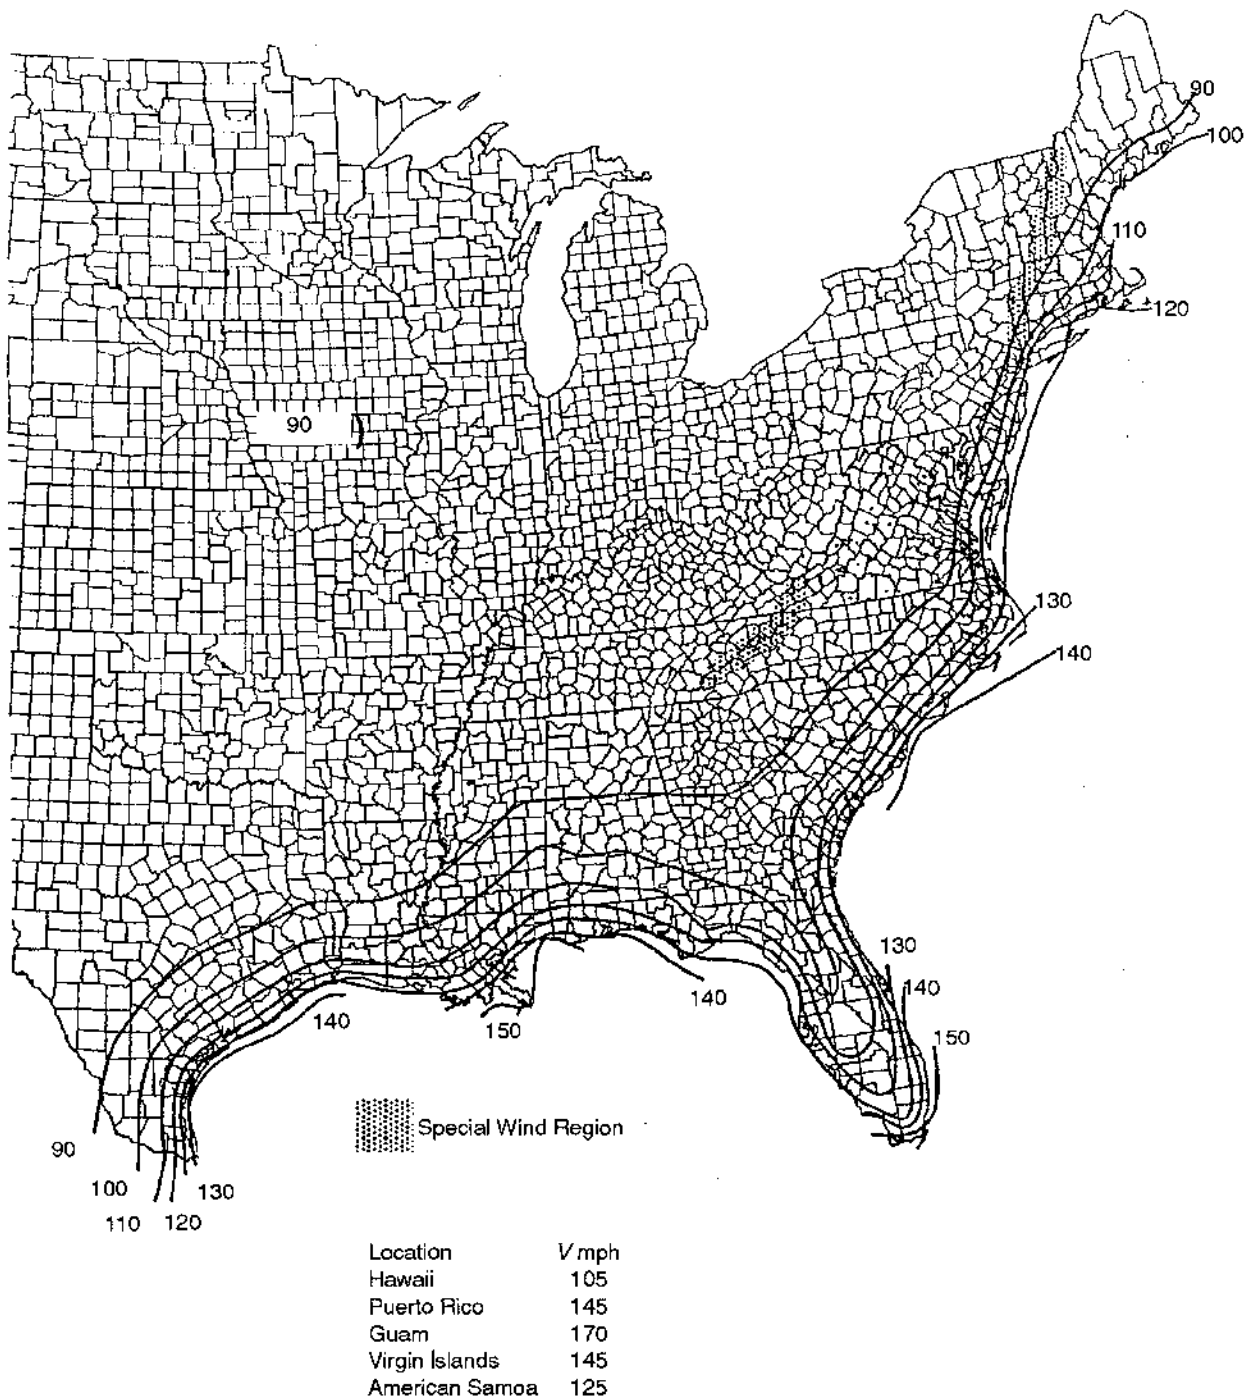 90
100
110
120
90
130
140
130
140
140
150
140
150
Special Wind Region
90
100
130
110 120
Location V mph
Hawaii 105
Puerto Rico 145
Guam 170
Virgin Islands 145
American Samoa 125